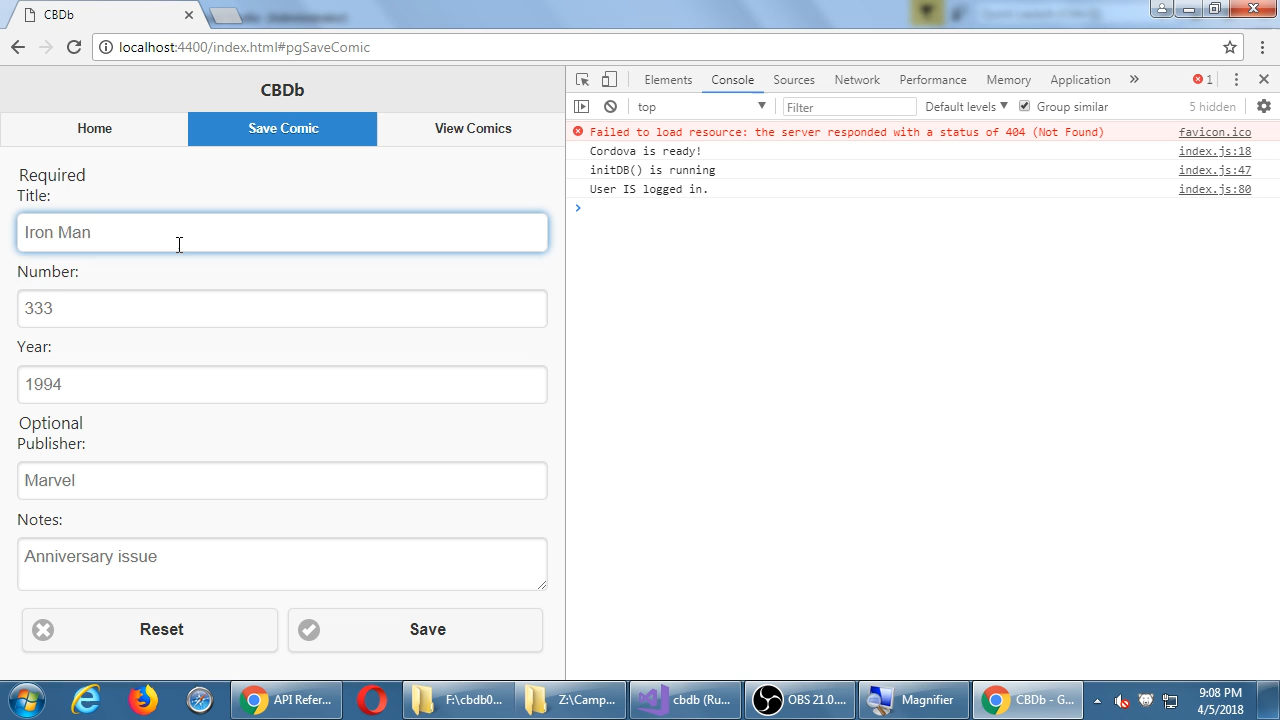 CBDb
localhost:4400/index.html#pgSaveComic
CBDb
Home
Save Comic
View Comics
Required
Title:
Iron Man
Number:
333
Year:
1994
Optional
Publisher:
Marvel
Notes:
Anniversary issue
Reset
Save
Elements
Console
Sources
Network
Performance
Memory
Application
»
1
top
Filter
Default levels
Group similar
5 hidden
Failed to load resource: the server responded with a status of 404 (Not Found) favicon.ico
Cordova is ready! index.js:18
initDB() is running index.js:47
User IS logged in. index.js:80
API Refer...
F:\cbdb0...
Z:\Camp...
cbdb (Ru...
OBS 21.0....
Magnifier
CBDb - G...
9:08 PM
4/5/2018